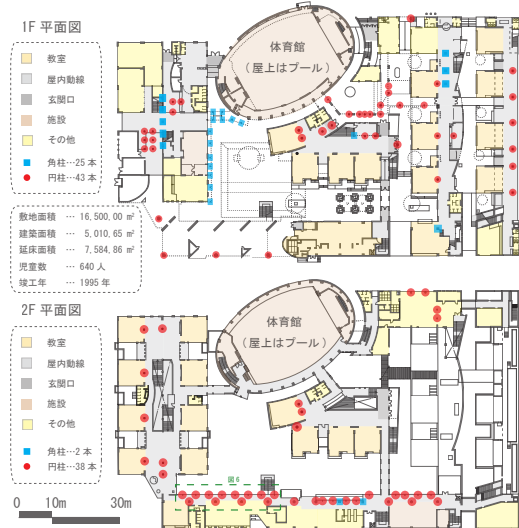 1F 平面図
教室
屋内動線
玄関口
施設
その他
角柱…25 本
円柱…43 本
体育館
(屋上はプール)
敷地面積 … 16,500.00 ㎡
建築面積 … 5,010.65 ㎡
延床面積 … 7,584.86 ㎡
児童数 … 640 人
竣工年 … 1995 年
2F 平面図
教室
屋内動線
玄関口
施設
その他
角柱…2 本
円柱…38 本
体育館
(屋上はプール)
図6
0 10m 30m